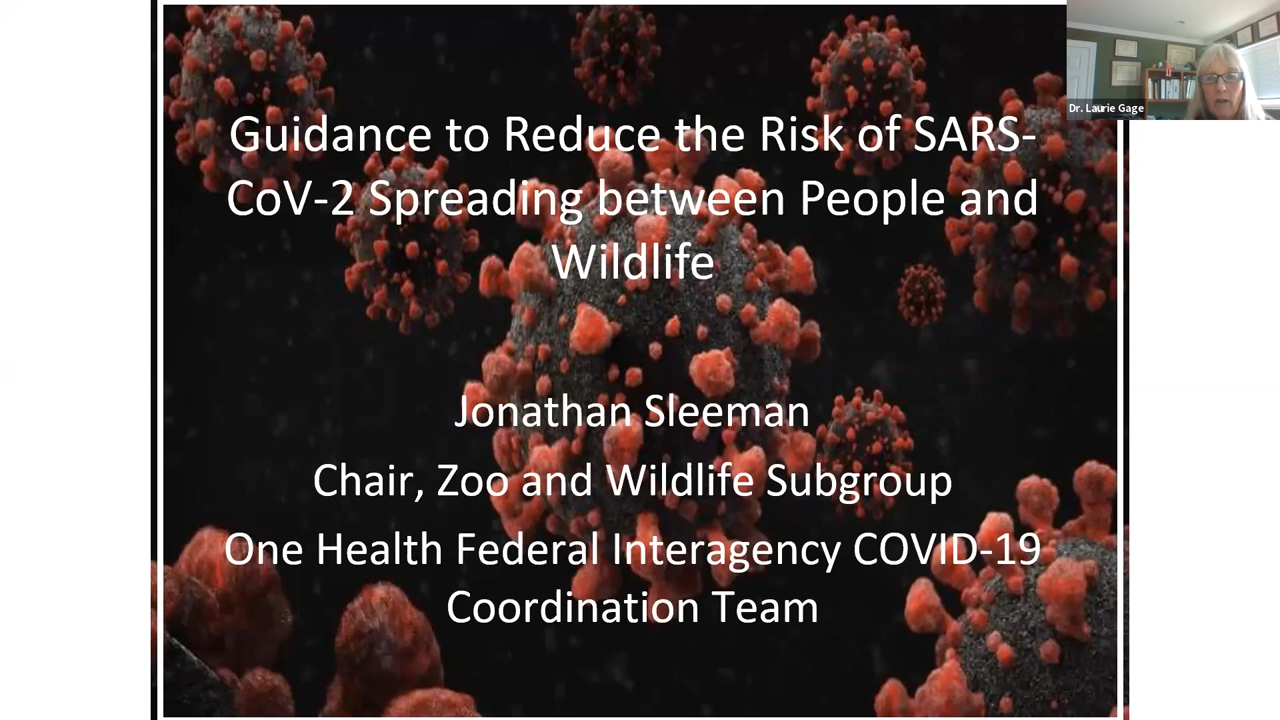 Dr. Laurie Gage
Guidance to Reduce the Risk of SARS-
CoV-2 Spreading between People and
Wildlife
Jonathan Sleeman
Chair, Zoo and Wildlife Subgroup
One Health Federal Interagency COVID-19
Coordination Team